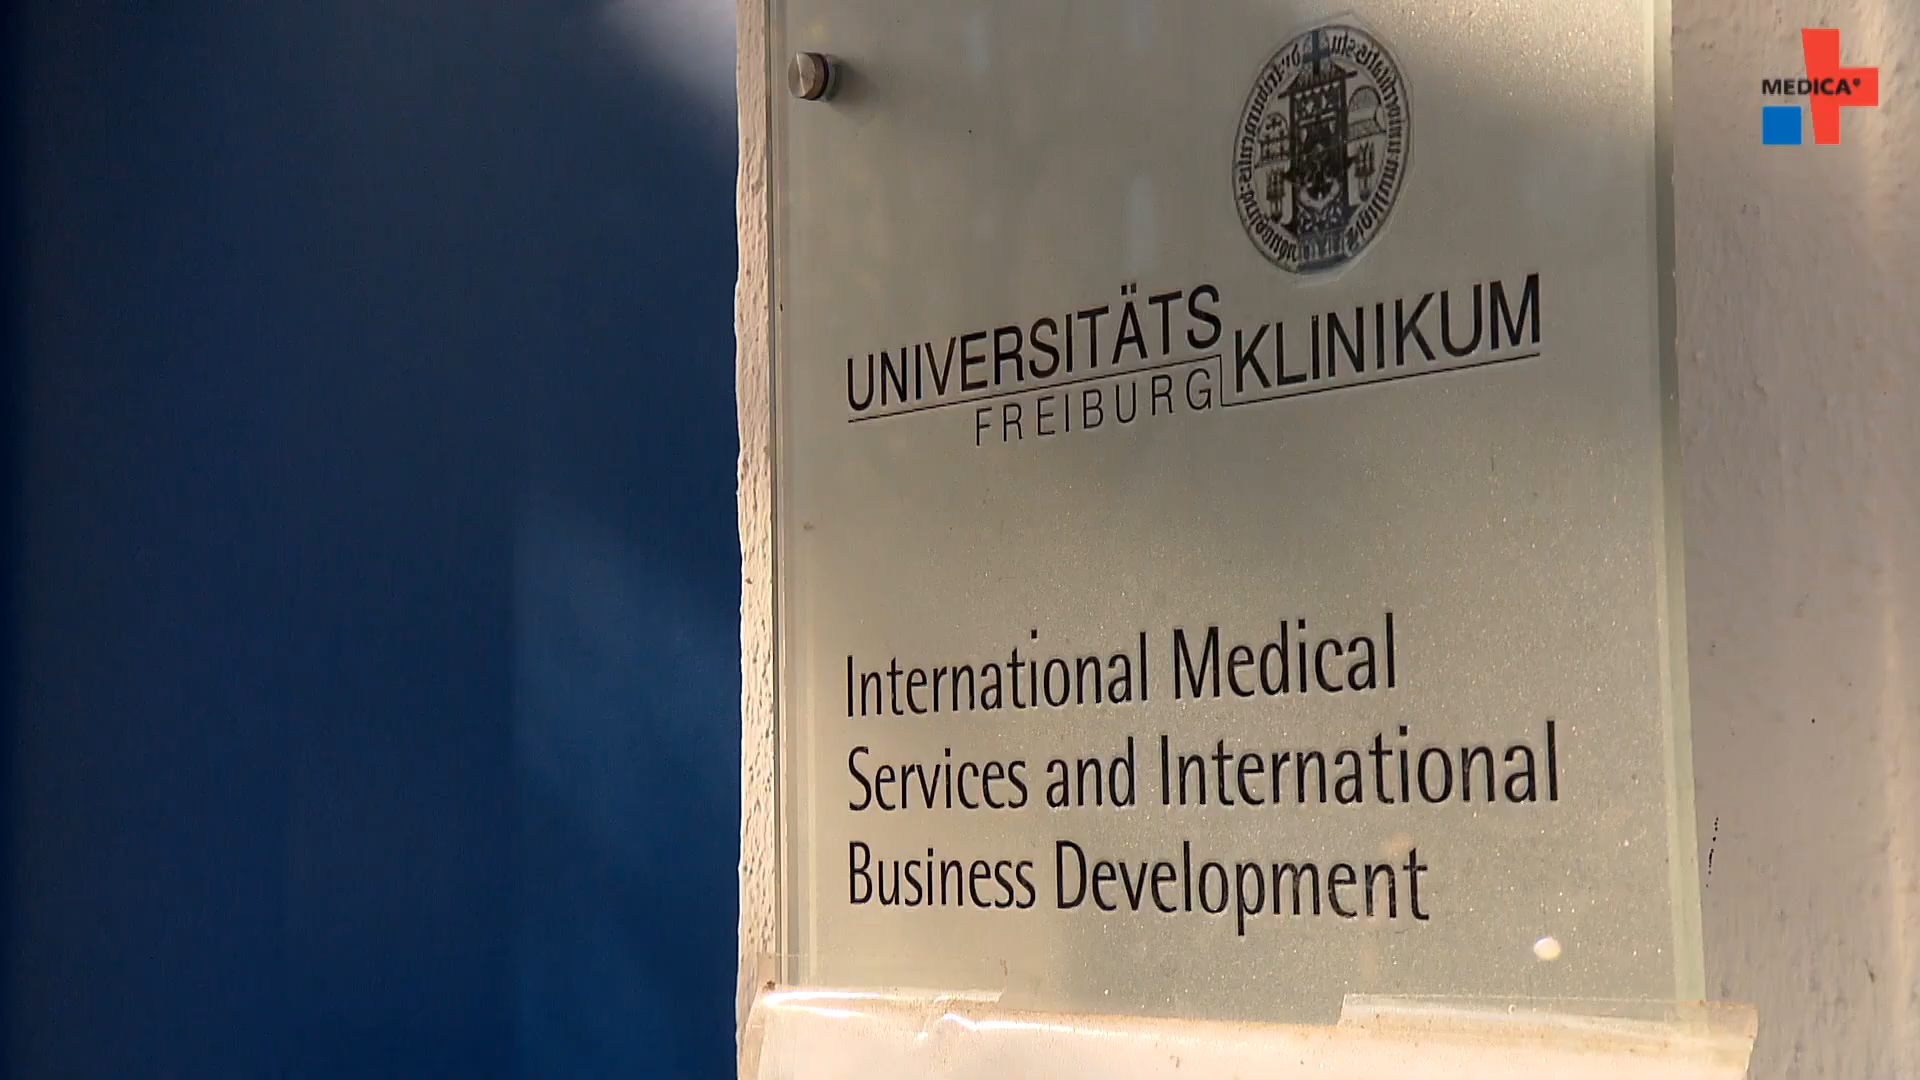 MEDICA®
UNIVERSITÄTS
KLINIKUM
FREIBURG
International Medical
Services and International
Business Development